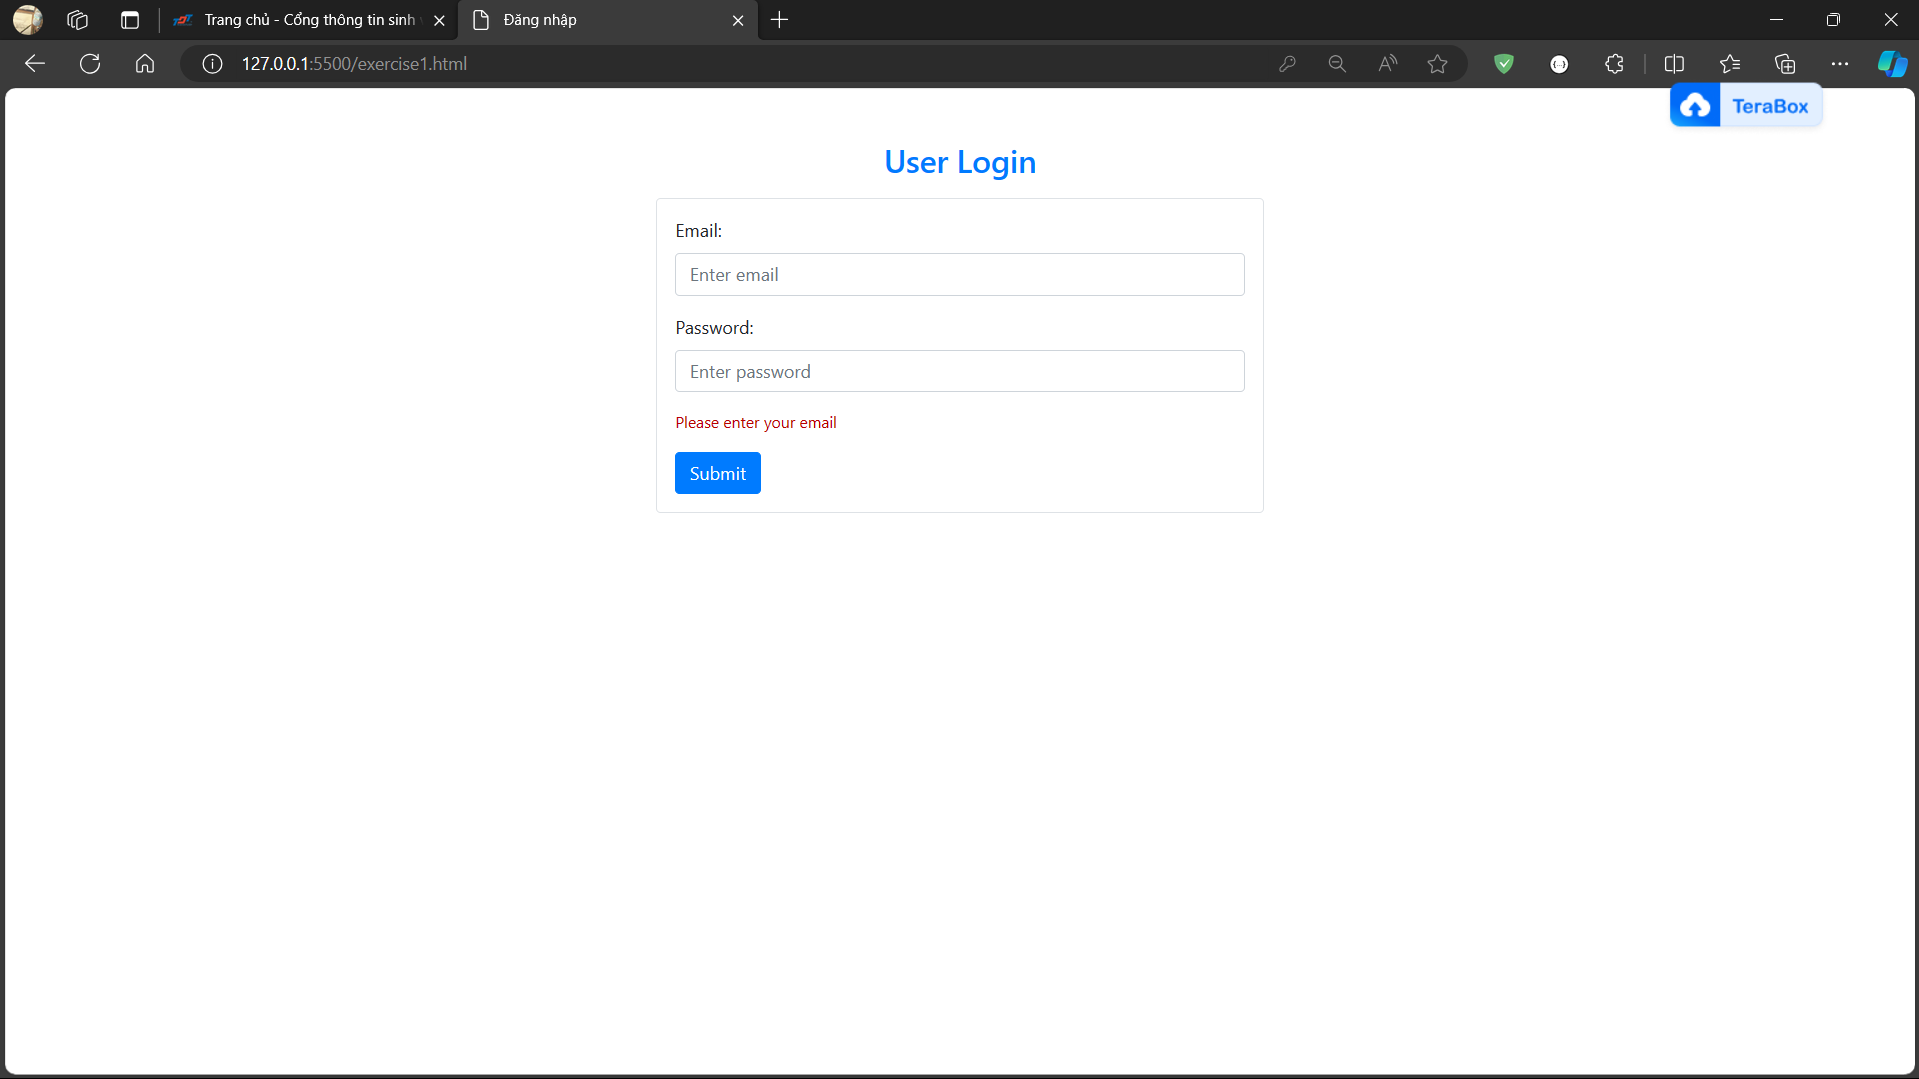 Trang chủ - Cổng thông tin sinh
Đăng nhập
127.0.0.1:5500/exercise1.html
TeraBox
User Login
Email:
Enter email
Password:
Enter password
Please enter your email
Submit